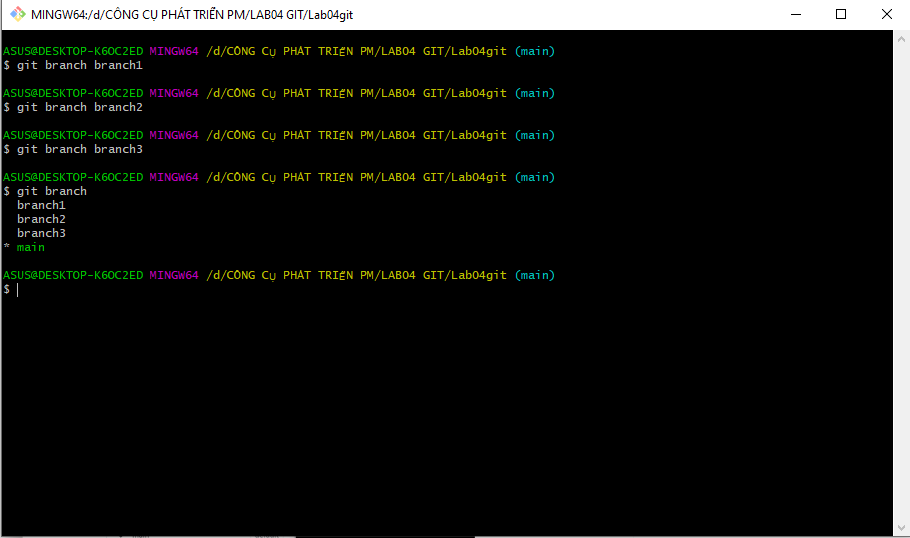 MINGW64:/d/CÔNG CỤ PHÁT TRIỂN PM/LAB04 GIT/Lab04git
ASUS@DESKTOP-K6OC2ED MINGW64 /d/CÔNG CỤ PHÁT TRIỂN PM/LAB04 GIT/Lab04git (main)
$ git branch branch1
ASUS@DESKTOP-K6OC2ED MINGW64 /d/CÔNG CỤ PHÁT TRIỂN PM/LAB04 GIT/Lab04git (main)
$ git branch branch2
ASUS@DESKTOP-K6OC2ED MINGW64 /d/CÔNG CỤ PHÁT TRIỂN PM/LAB04 GIT/Lab04git (main)
$ git branch branch3
ASUS@DESKTOP-K6OC2ED MINGW64 /d/CÔNG CỤ PHÁT TRIỂN PM/LAB04 GIT/Lab04git (main)
$ git branch
branch1
branch2
branch3
* main
ASUS@DESKTOP-K6OC2ED MINGW64 /d/CÔNG CỤ PHÁT TRIỂN PM/LAB04 GIT/Lab04git (main)
$